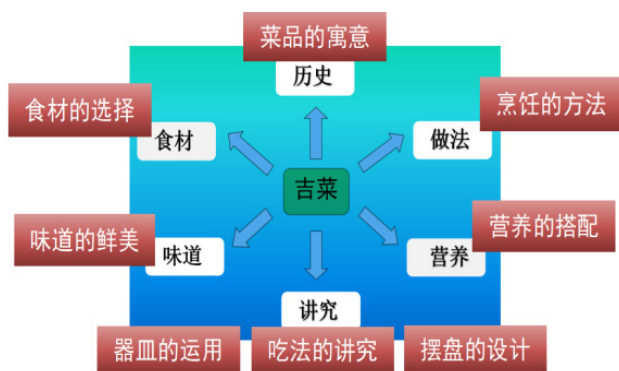 菜品的寓意
历史
食材的选择
烹饪的方法
食材
做法
吉菜
味道的鲜美
营养的搭配
味道
营养
讲究
器皿的运用
吃法的讲究
摆盘的设计